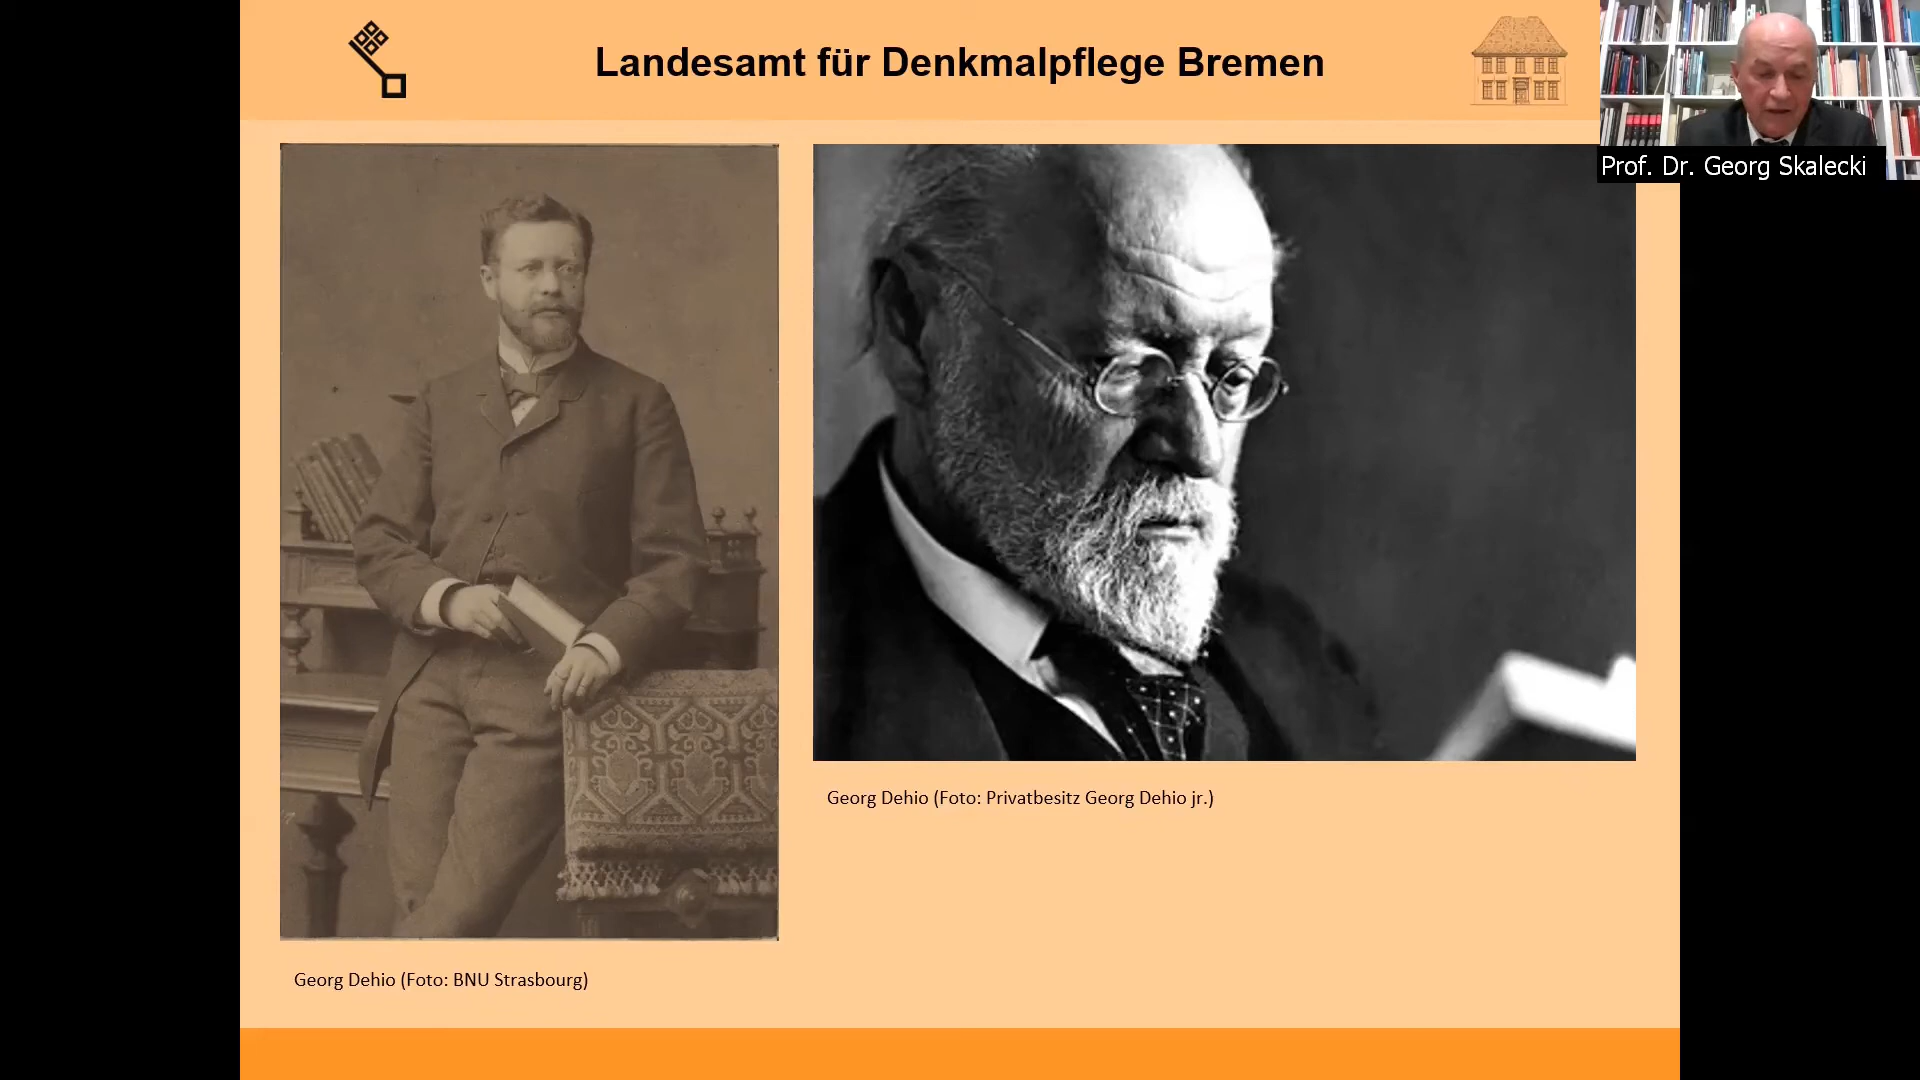 Landesamt für Denkmalpflege Bremen
Prof. Dr. Georg Skalecki
Georg Dehio (Foto: Privatbesitz Georg Dehio jr.)
Georg Dehio (Foto: BNU Strasbourg)